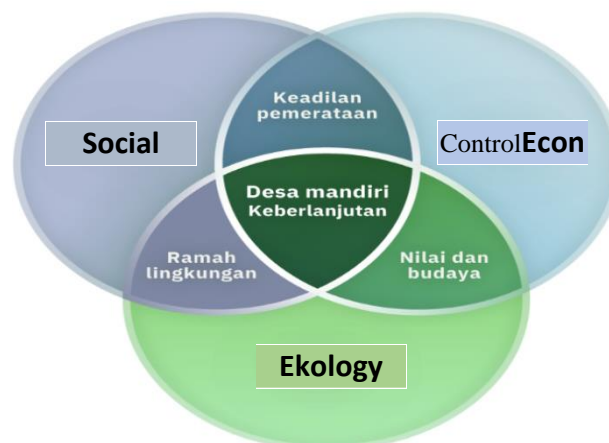 Keadilan
pemerataan
Social
ControlEcon
Desa mandiri
Keberlanjutan
Ramah
lingkungan
Nilai dan
budaya
Ekology